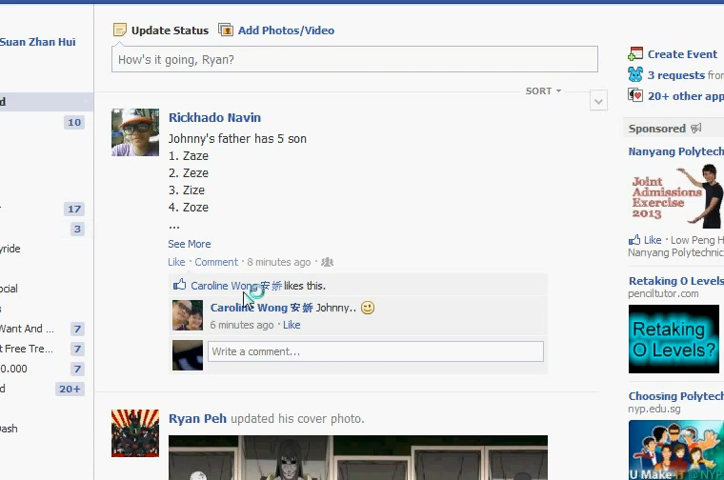 Suan Zhan Hui
d
10
17
3
yride
ocial
Want And ...
7
t Free Tre...
7
0.000
7
d
20+
ash
Update Status
Add Photos/Video
How's it going, Ryan?
SORT
Rickhado Navin
Johnny's father has 5 son
1. Zaze
2. Zeze
3. Zize
4. Zoze
...
See More
Like · Comment · 8 minutes ago ·
Caroline Wong 安娇 likes this.
Caroline Wong 安娇 Johnny..
6 minutes ago · Like
Write a comment...
Ryan Peh updated his cover photo.
Create Event
3 requests from
20+ other app
Sponsored
Nanyang Polytech
Joint
Admissions
Exercise
2013
Like · Low Peng H
Nanyang Polytechnic
Retaking O Levels?
penciltutor.com
Retaking
O Levels?
Choosing Polytech
nyp.edu.sg
U Make IT @ NYP